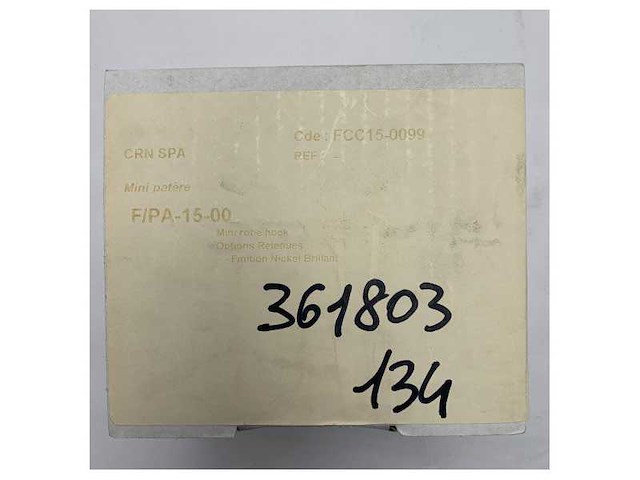 CRN SPA
Cde : FCC15-0099
REF :
Mini patère
F/PA-15-00
Mini robe hook
Options Retenues
- Finition Nickel Brillant
361803
134